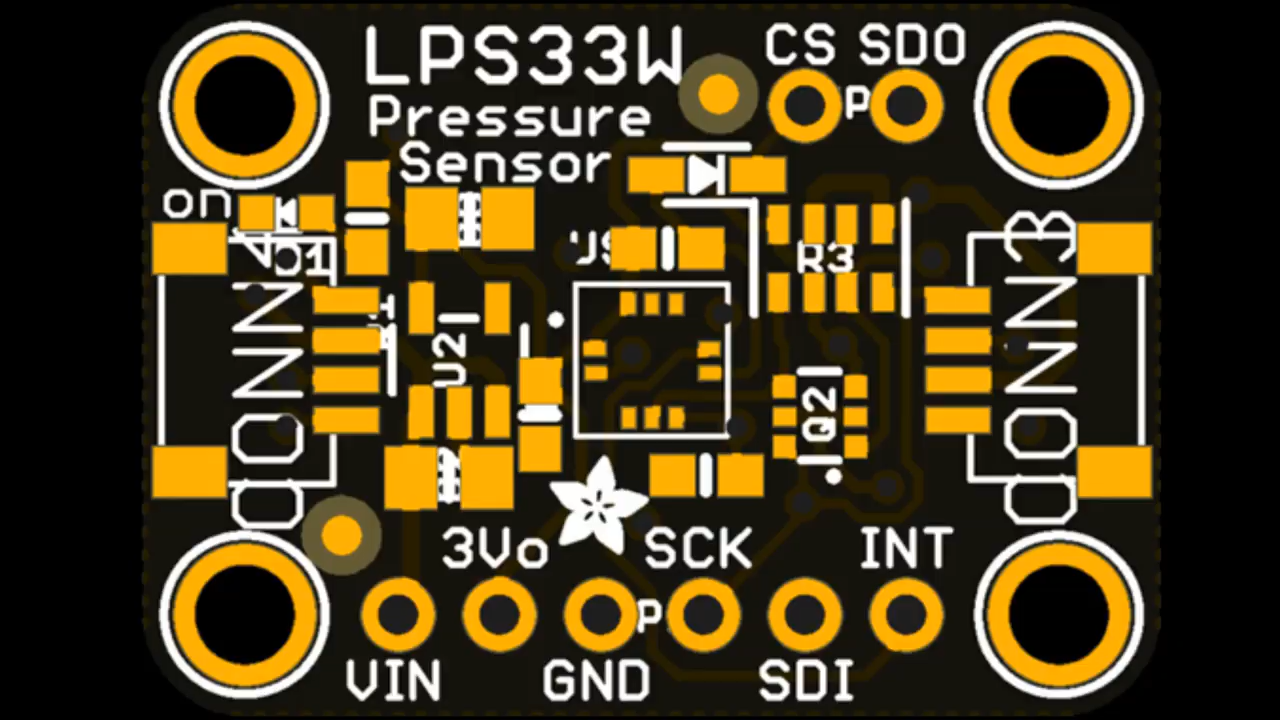 LPS33W
Pressure
Sensor
CS SDO
P
on
R3
U2
Q2
3Vo
SCK
INT
P
VIN
GND
SDI